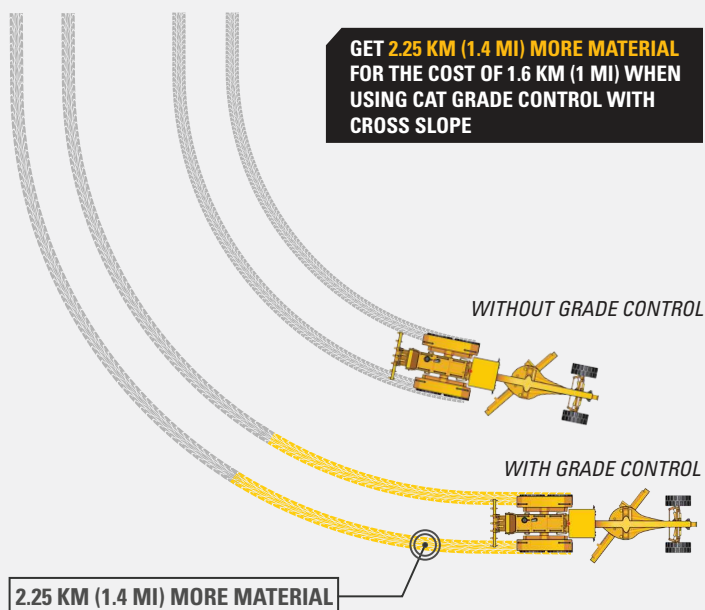 GET 2.25 KM (1.4 MI) MORE MATERIAL
FOR THE COST OF 1.6 KM (1 MI) WHEN
USING CAT GRADE CONTROL WITH
CROSS SLOPE
WITHOUT GRADE CONTROL
WITH GRADE CONTROL
2.25 KM (1.4 MI) MORE MATERIAL